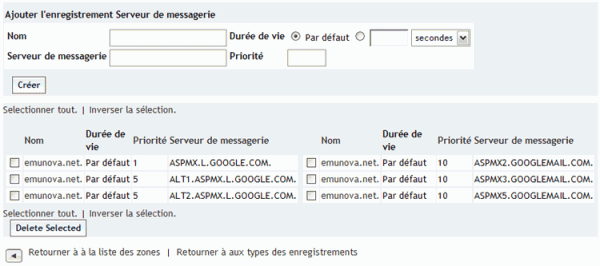 Ajouter l'enregistrement Serveur de messagerie
Nom Durée de vie Par défaut secondes
Serveur de messagerie Priorité
Créer
Selectionner tout. | Inverser la sélection.
Nom Durée de vie Priorité Serveur de messagerie Nom Durée de vie Priorité Serveur de messagerie
emunova.net. Par défaut 1 ASPMX.L.GOOGLE.COM. emunova.net. Par défaut 10 ASPMX2.GOOGLEMAIL.COM.
emunova.net. Par défaut 5 ALT1.ASPMX.L.GOOGLE.COM. emunova.net. Par défaut 10 ASPMX3.GOOGLEMAIL.COM.
emunova.net. Par défaut 5 ALT2.ASPMX.L.GOOGLE.COM. emunova.net. Par défaut 10 ASPMX5.GOOGLEMAIL.COM.
Selectionner tout. | Inverser la sélection.
Delete Selected
Retourner à à la liste des zones | Retourner à aux types des enregistrements